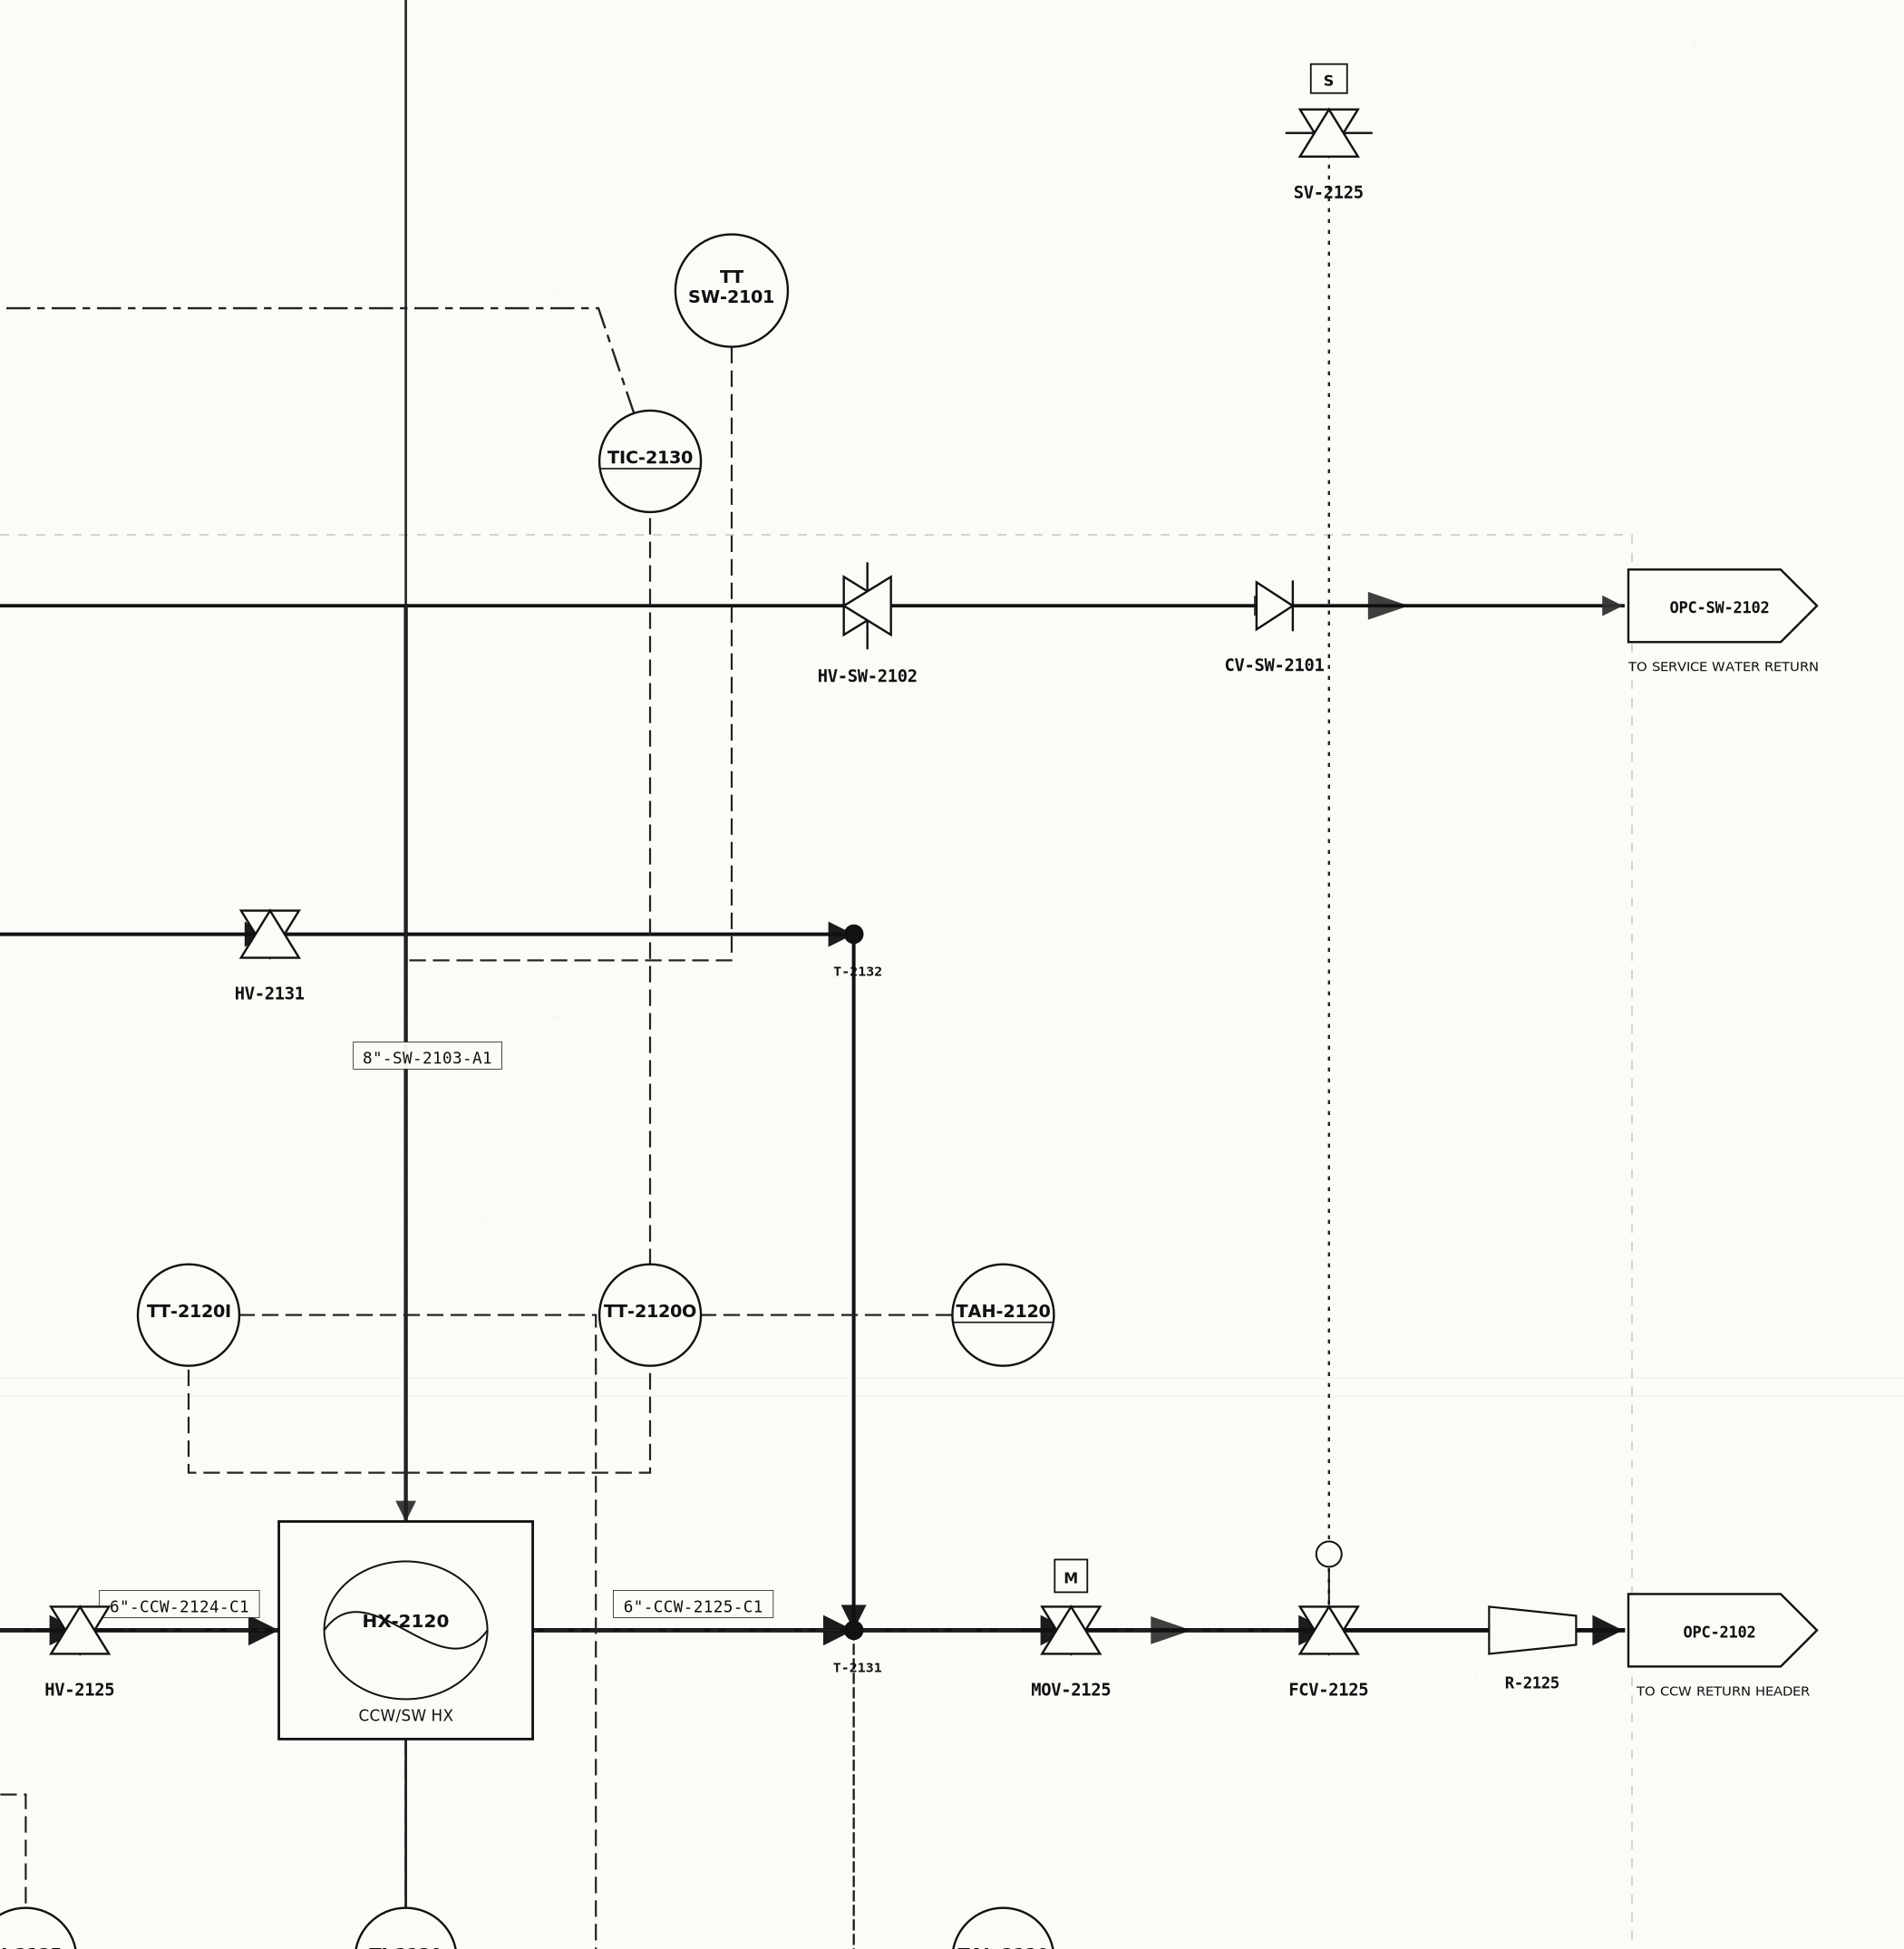 S
SV-2125
TT
SW-2101
TIC-2130
OPC-SW-2102
CV-SW-2101
TO SERVICE WATER RETURN
HV-SW-2102
T-2132
HV-2131
8"-SW-2103-A1
TT-2120I
TT-2120O
TAH-2120
M
6"-CCW-2124-C1
6"-CCW-2125-C1
HX-2120
OPC-2102
T-2131
HV-2125
MOV-2125
FCV-2125
R-2125
TO CCW RETURN HEADER
CCW/SW HX